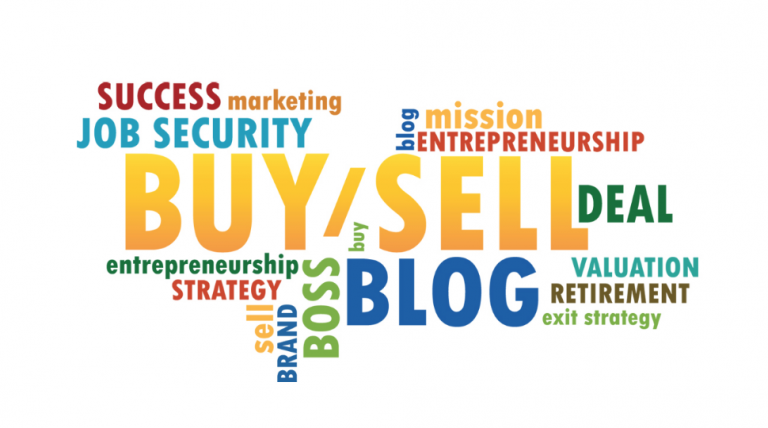 SUCCESS marketing
JOB SECURITY
blog
mission
ENTREPRENEURSHIP
BUY/SELL
DEAL
buy
entrepreneurship
STRATEGY
sell
BRAND
BOSS
BLOG
VALUATION
RETIREMENT
exit strategy